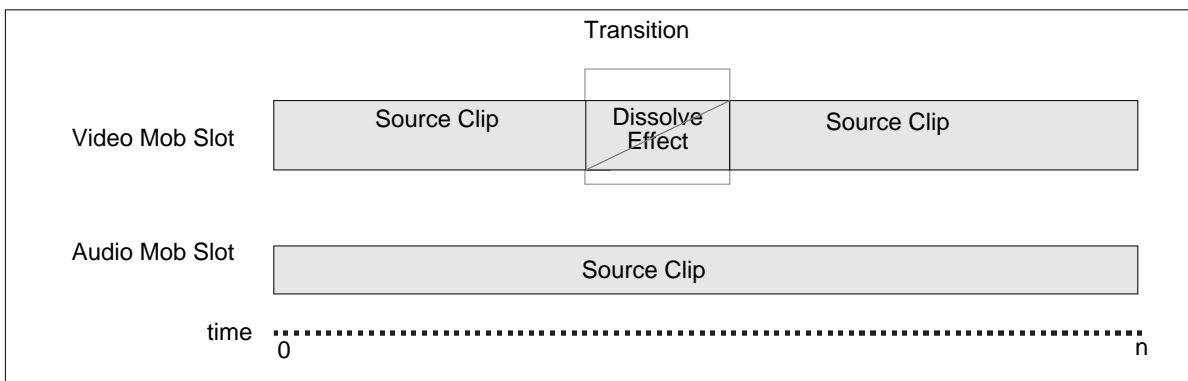 Transition
Video Mob Slot
Source Clip
Dissolve
Effect
Source Clip
Audio Mob Slot
Source Clip
time
0
n